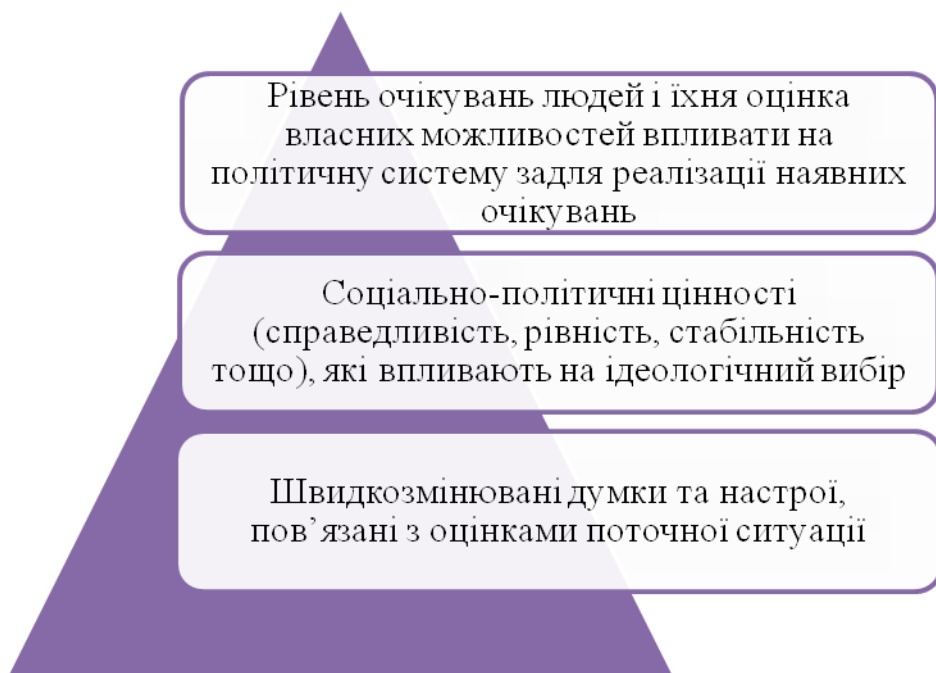 Рівень очікувань людей і їхня оцінка
власних можливостей впливати на
політичну систему задля реалізації наявних
очікувань
Соціально-політичні цінності
(справедливість, рівність, стабільність
тощо), які впливають на ідеологічний вибір
Швидкозмінювані думки та настрої,
пов’язані з оцінками поточної ситуації